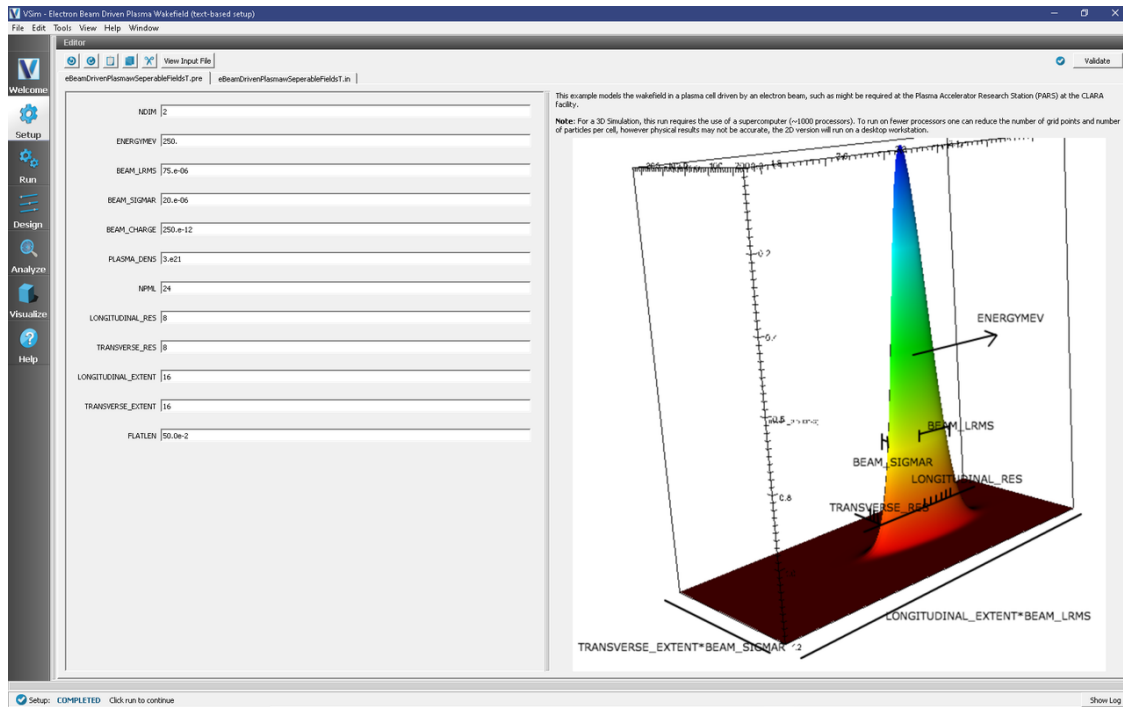 VSim - Electron Beam Driven Plasma Wakefield (text-based setup)
File Edit Tools View Help Window
Editor
View Input File
Validate
eBeamDrivenPlasmawSeperableFieldsT.pre
eBeamDrivenPlasmawSeperableFieldsT.in
Welcome
Setup
Run
Design
Analyze
Visualize
Help
NDIM 2
ENERGYMEV 250.
BEAM_LRMS 75.e-06
BEAM_SIGMAR 20.e-06
BEAM_CHARGE 250.e-12
PLASMA_DENS 3.e21
NPML 24
LONGITUDINAL_RES 8
TRANSVERSE_RES 8
LONGITUDINAL_EXTENT 16
TRANSVERSE_EXTENT 16
FLATLEN 50.0e-2
This example models the wakefield in a plasma cell driven by an electron beam, such as might be required at the Plasma Accelerator Research Station (PARS) at the CLARA
facility.
Note: For a 3D Simulation, this run requires the use of a supercomputer (~1000 processors). To run on fewer processors one can reduce the number of grid points and number
of particles per cell, however physical results may not be accurate, the 2D version will run on a desktop workstation.
ENERGYMEV
BEAM_LRMS
BEAM_SIGMAR
LONGITUDINAL_RES
TRANSVERSE_RES
LONGITUDINAL_EXTENT*BEAM_LRMS
TRANSVERSE_EXTENT*BEAM_SIGMAR
Setup: COMPLETED Click run to continue
Show Log